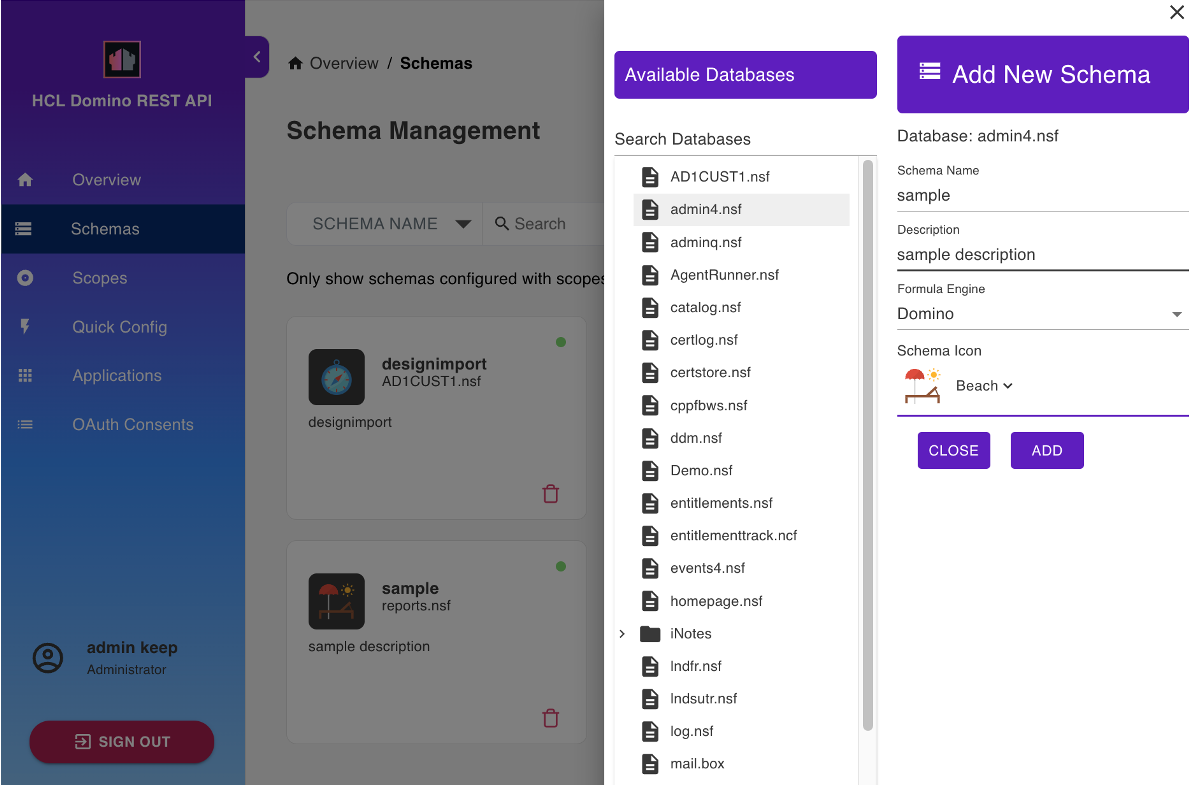 HCL Domino REST API
Overview
Schemas
Scopes
Quick Config
Applications
OAuth Consents
admin keep
Administrator
SIGN OUT
Overview / Schemas
Schema Management
SCHEMA NAME
Search
Only show schemas configured with scopes
designimport
AD1CUST1.nsf
designimport
sample
reports.nsf
sample description
Available Databases
Search Databases
AD1CUST1.nsf
admin4.nsf
adminq.nsf
AgentRunner.nsf
catalog.nsf
certlog.nsf
certstore.nsf
cppfbws.nsf
ddm.nsf
Demo.nsf
entitlements.nsf
entitlementtrack.ncf
events4.nsf
homepage.nsf
iNotes
lndfr.nsf
lndsutr.nsf
log.nsf
mail.box
Add New Schema
Database: admin4.nsf
Schema Name
sample
Description
sample description
Formula Engine
Domino
Schema Icon
Beach
CLOSE
ADD